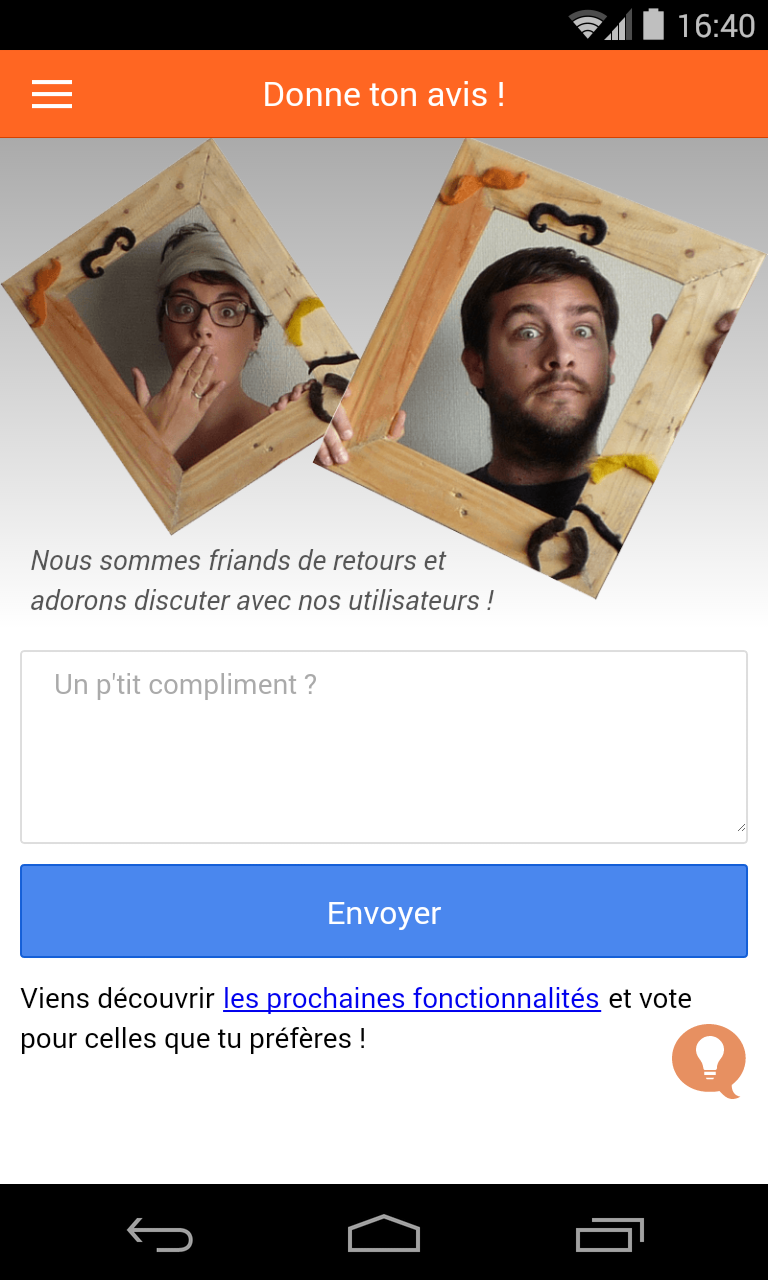 16:40
Donne ton avis !
Nous sommes friands de retours et
adorons discuter avec nos utilisateurs !
Un p'tit compliment ?
Envoyer
Viens découvrir les prochaines fonctionnalités et vote
pour celles que tu préfères !